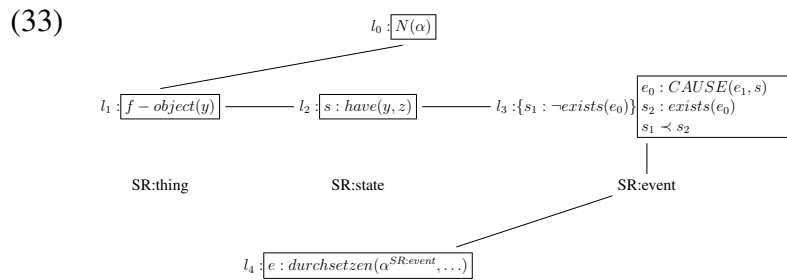 (33)
l₀ : N(α)
l₁ : f − object(y) l₂ : s : have(y, z) l₃ : {s₁ : ¬exists(e₀)} e₀ : CAUSE(e₁, s)
s₂ : exists(e₀)
s₁ ≺ s₂
SR:thing SR:state SR:event
l₄ : e : durchsetzen(α^{SR:event}, . . .)